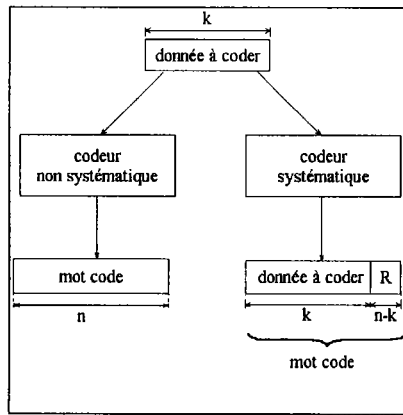 k
donnée à coder
codeur
non systématique
codeur
systématique
mot code
donnée à coder R
n
k n-k
mot code